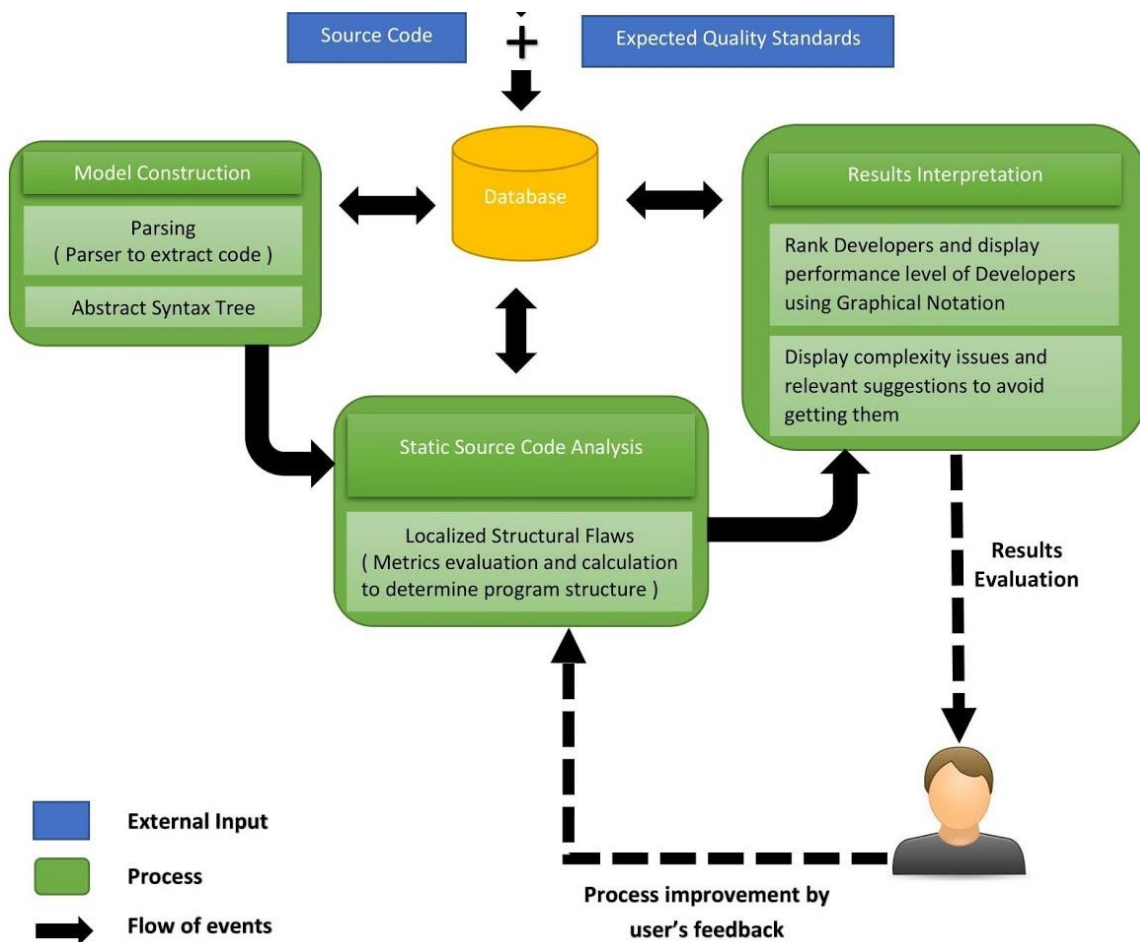 Source Code
+
Expected Quality Standards
Model Construction
Parsing
( Parser to extract code )
Abstract Syntax Tree
Database
Results Interpretation
Rank Developers and display
performance level of Developers
using Graphical Notation
Display complexity issues and
relevant suggestions to avoid
getting them
Static Source Code Analysis
Localized Structural Flaws
( Metrics evaluation and calculation
to determine program structure )
Results
Evaluation
External Input
Process
Flow of events
Process improvement by
user’s feedback